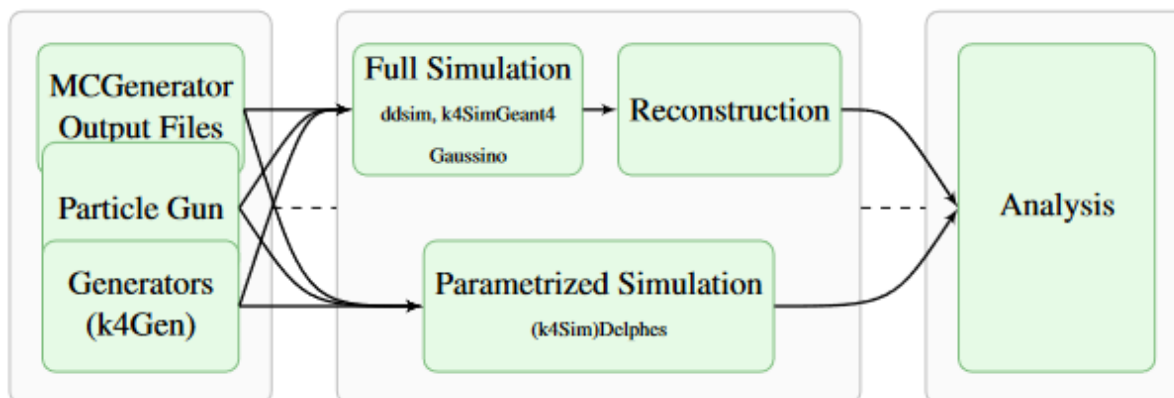 MCGenerator
Output Files
Particle Gun
Generators
(k4Gen)
Full Simulation
ddsim, k4SimGeant4
Gaussino
Reconstruction
Parametrized Simulation
(k4Sim)Delphes
Analysis